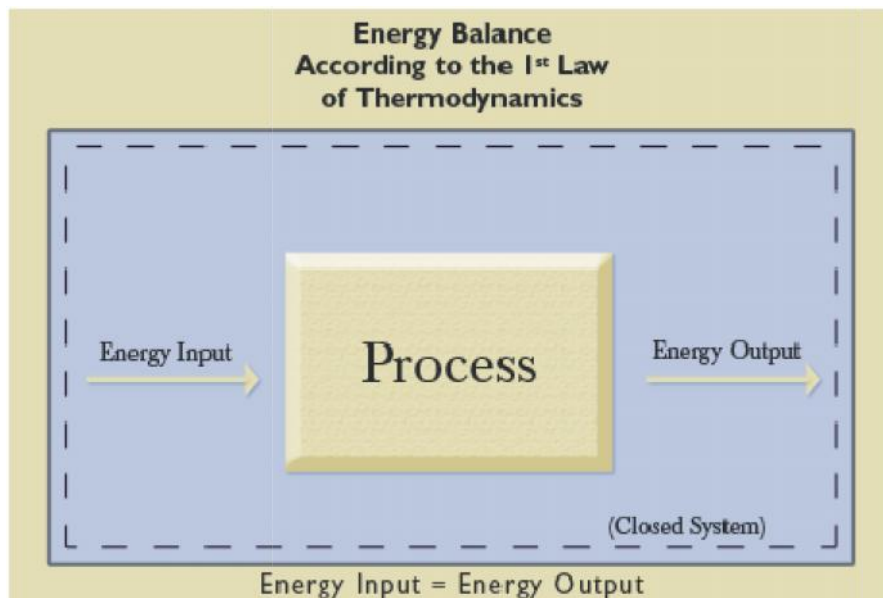 Energy Balance
According to the 1st Law
of Thermodynamics
Energy Input
Process
Energy Output
(Closed System)
Energy Input = Energy Output